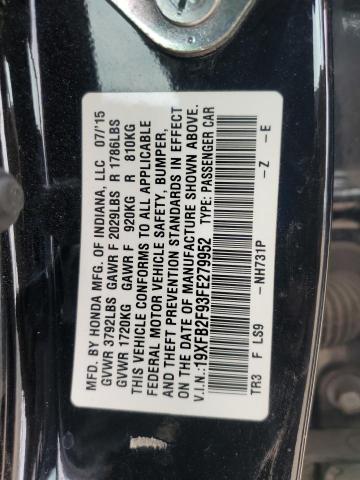 MFD. BY HONDA MFG. OF INDIANA, LLC 07/'15
GVWR 3792LBS GAWR F 2029LBS R 1786LBS
GVWR 1720KG GAWR F 920KG R 810KG
THIS VEHICLE CONFORMS TO ALL APPLICABLE
FEDERAL MOTOR VEHICLE SAFETY, BUMPER,
AND THEFT PREVENTION STANDARDS IN EFFECT
ON THE DATE OF MANUFACTURE SHOWN ABOVE.
V.I.N.: 19XFB2F93FE279952 TYPE: PASSENGER CAR
-NH731P -Z -E
TR3 F LS9